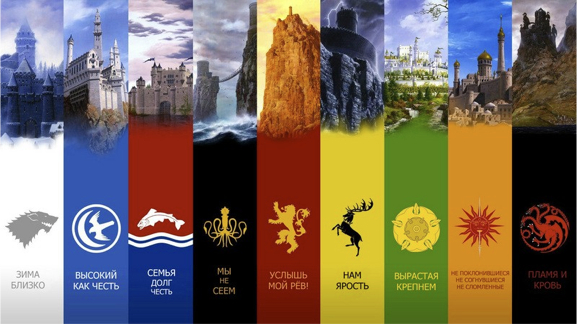 ЗИМА
БЛИЗКО
ВЫСОКИЙ
КАК ЧЕСТЬ
СЕМЬЯ
ДОЛГ
ЧЕСТЬ
МЫ
НЕ
СЕЕМ
УСЛЫШЬ
МОЙ РЁВ!
НАМ
ЯРОСТЬ
ВЫРАСТАЯ
КРЕПНЕМ
НЕ ПОКЛОНИВШИЕСЯ
НЕ СОГНУВШИЕСЯ
НЕ СЛОМЛЕННЫЕ
ПЛАМЯ И
КРОВЬ